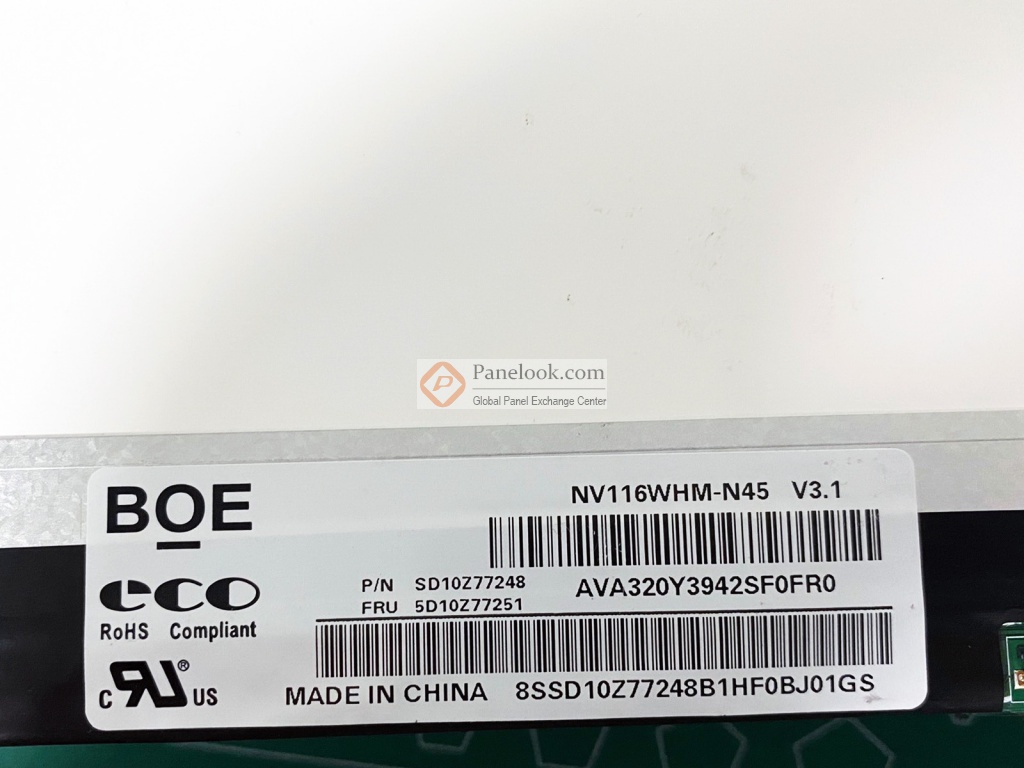 Panelook.com
Global Panel Exchange Center
BOE
NV116WHM-N45 V3.1
eco
RoHS Compliant
P/N SD10Z77248
FRU 5D10Z77251
AVA320Y3942SF0FR0
c RU ® US
MADE IN CHINA 8SSD10Z77248B1HF0BJ01GS